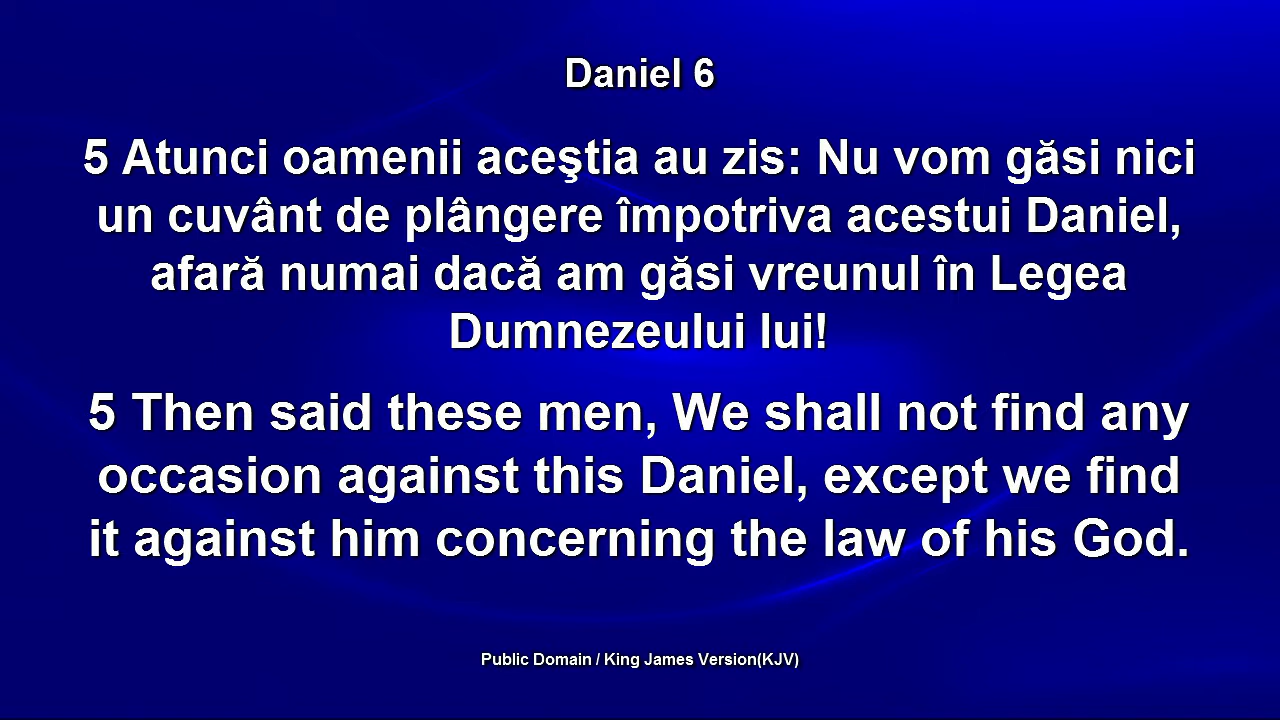 Daniel 6
5 Atunci oamenii aceştia au zis: Nu vom găsi nici
un cuvânt de plângere împotriva acestui Daniel,
afară numai dacă am găsi vreunul în Legea
Dumnezeului lui!
5 Then said these men, We shall not find any
occasion against this Daniel, except we find
it against him concerning the law of his God.
Public Domain / King James Version(KJV)